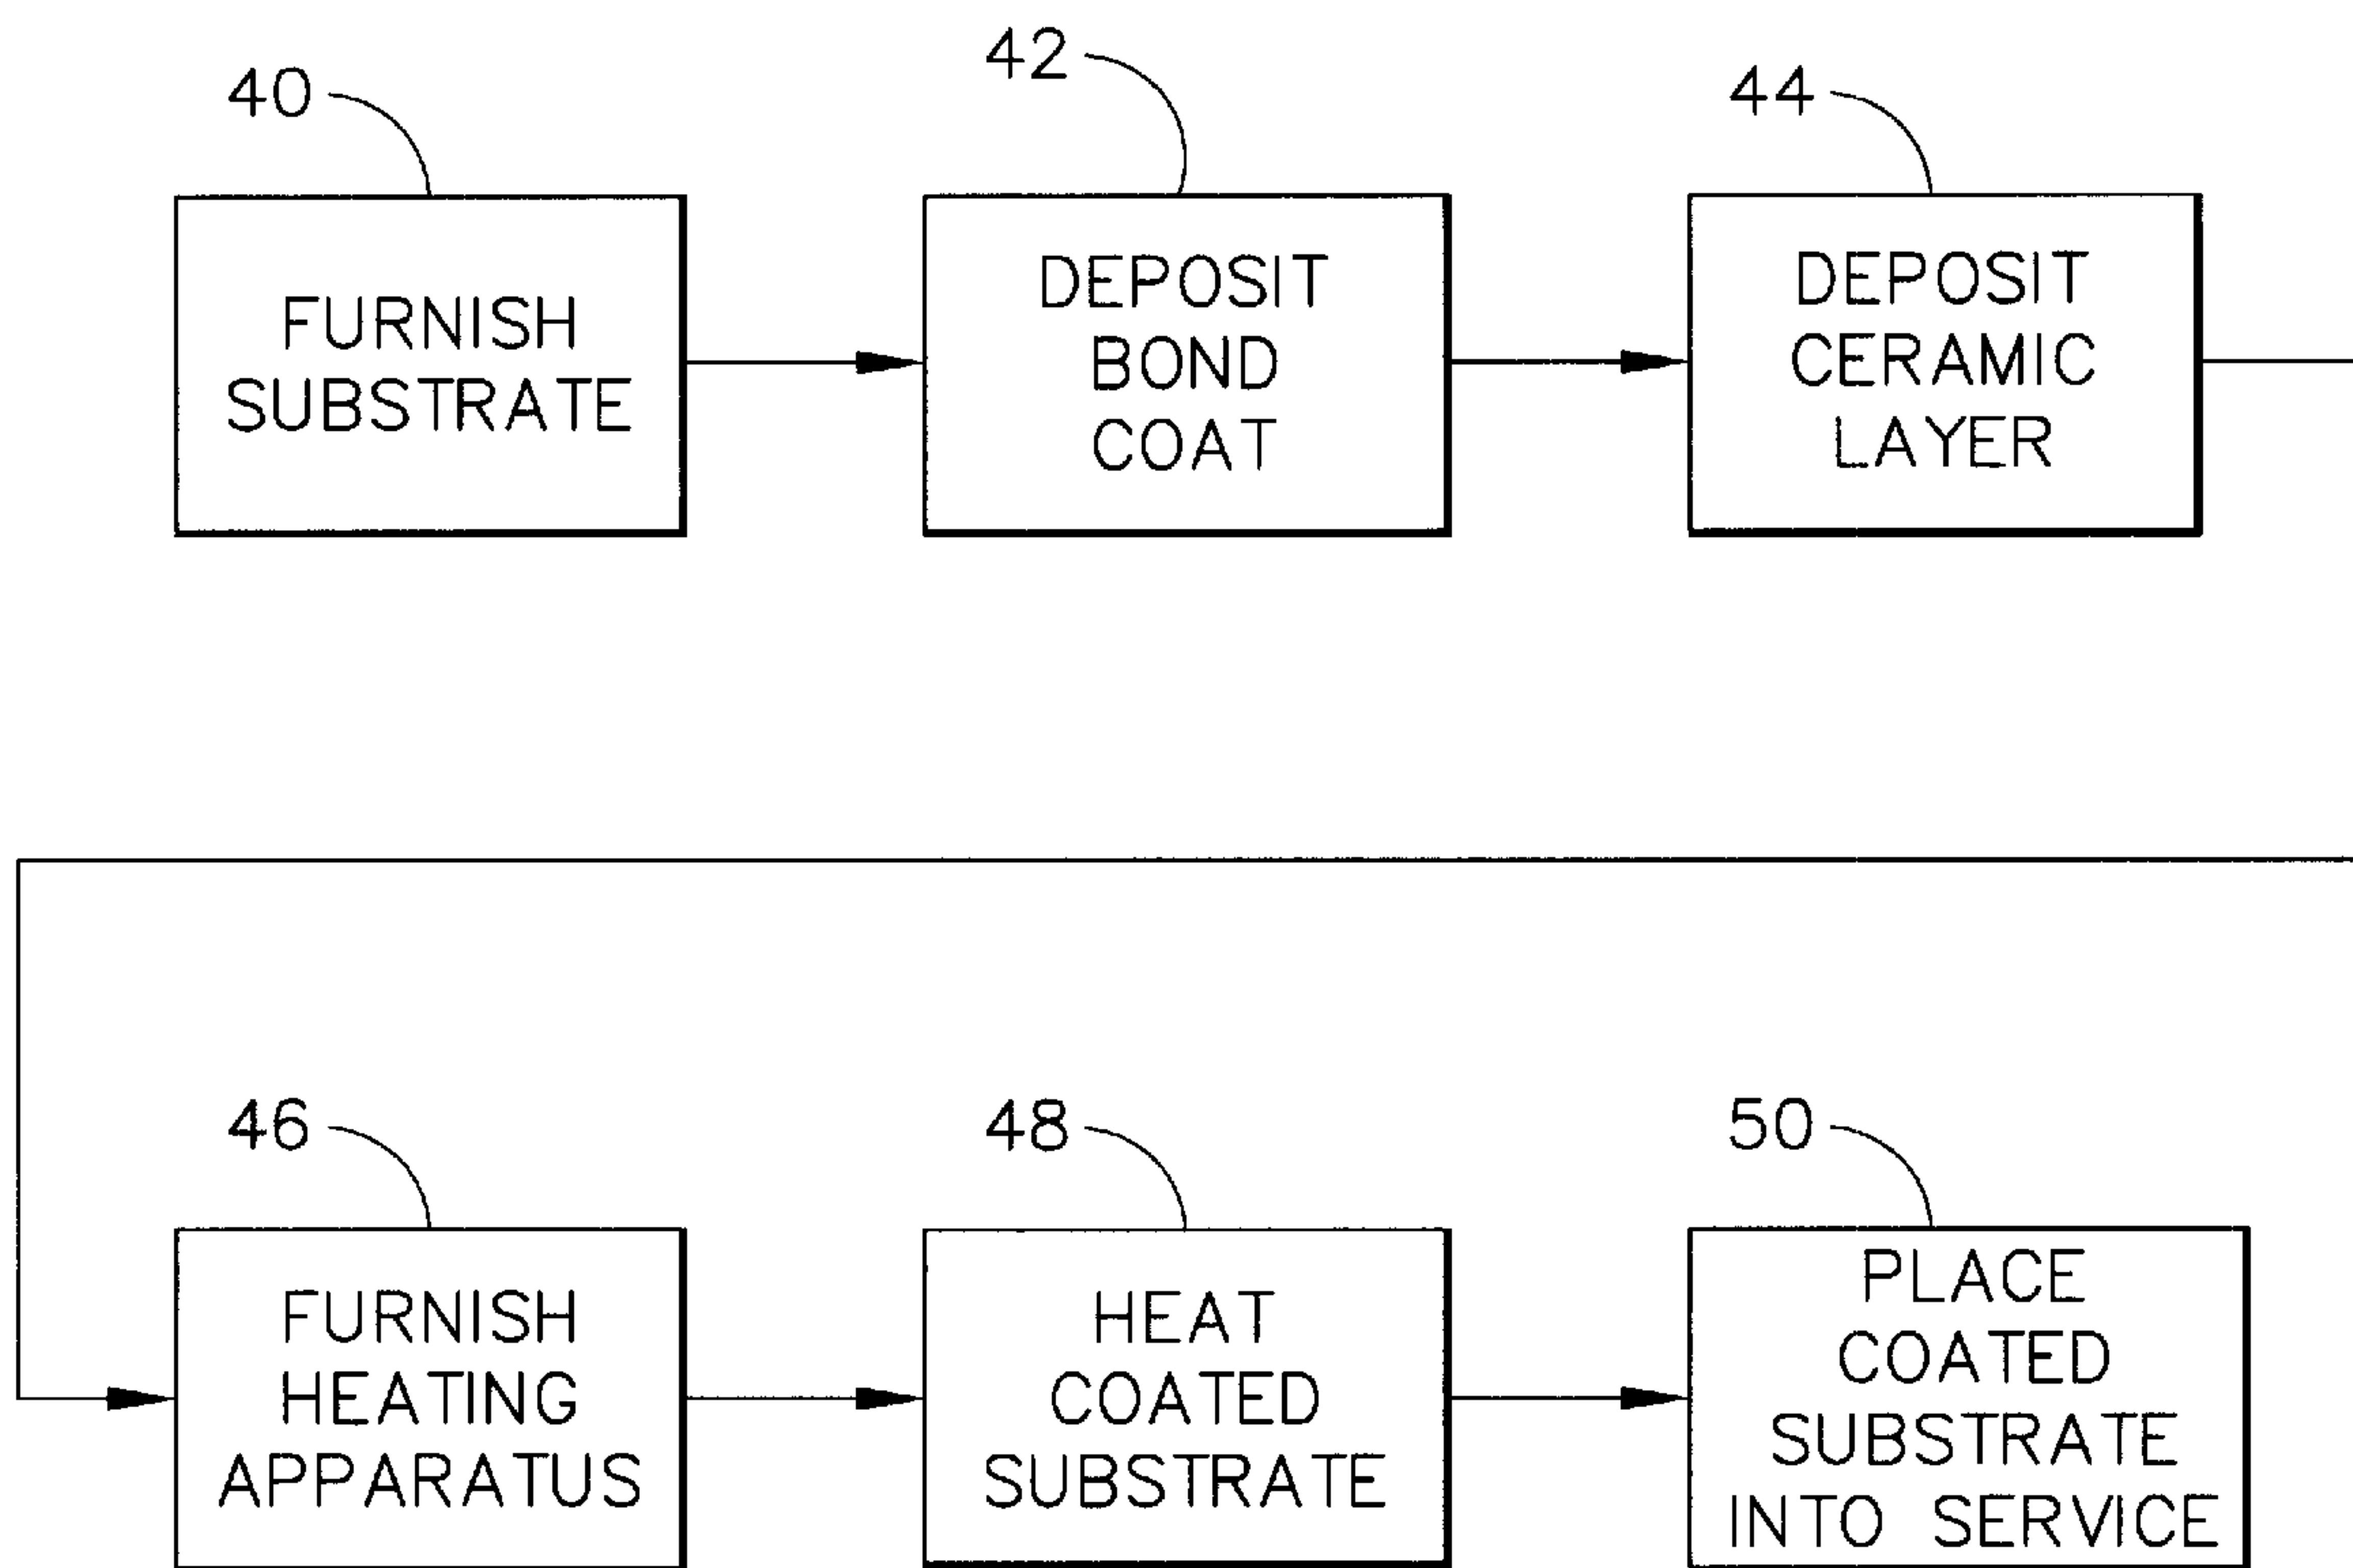 40
FURNISH
SUBSTRATE
42
DEPOSIT
BOND
COAT
44
DEPOSIT
CERAMIC
LAYER
46
FURNISH
HEATING
APPARATUS
48
HEAT
COATED
SUBSTRATE
50
PLACE
COATED
SUBSTRATE
INTO SERVICE